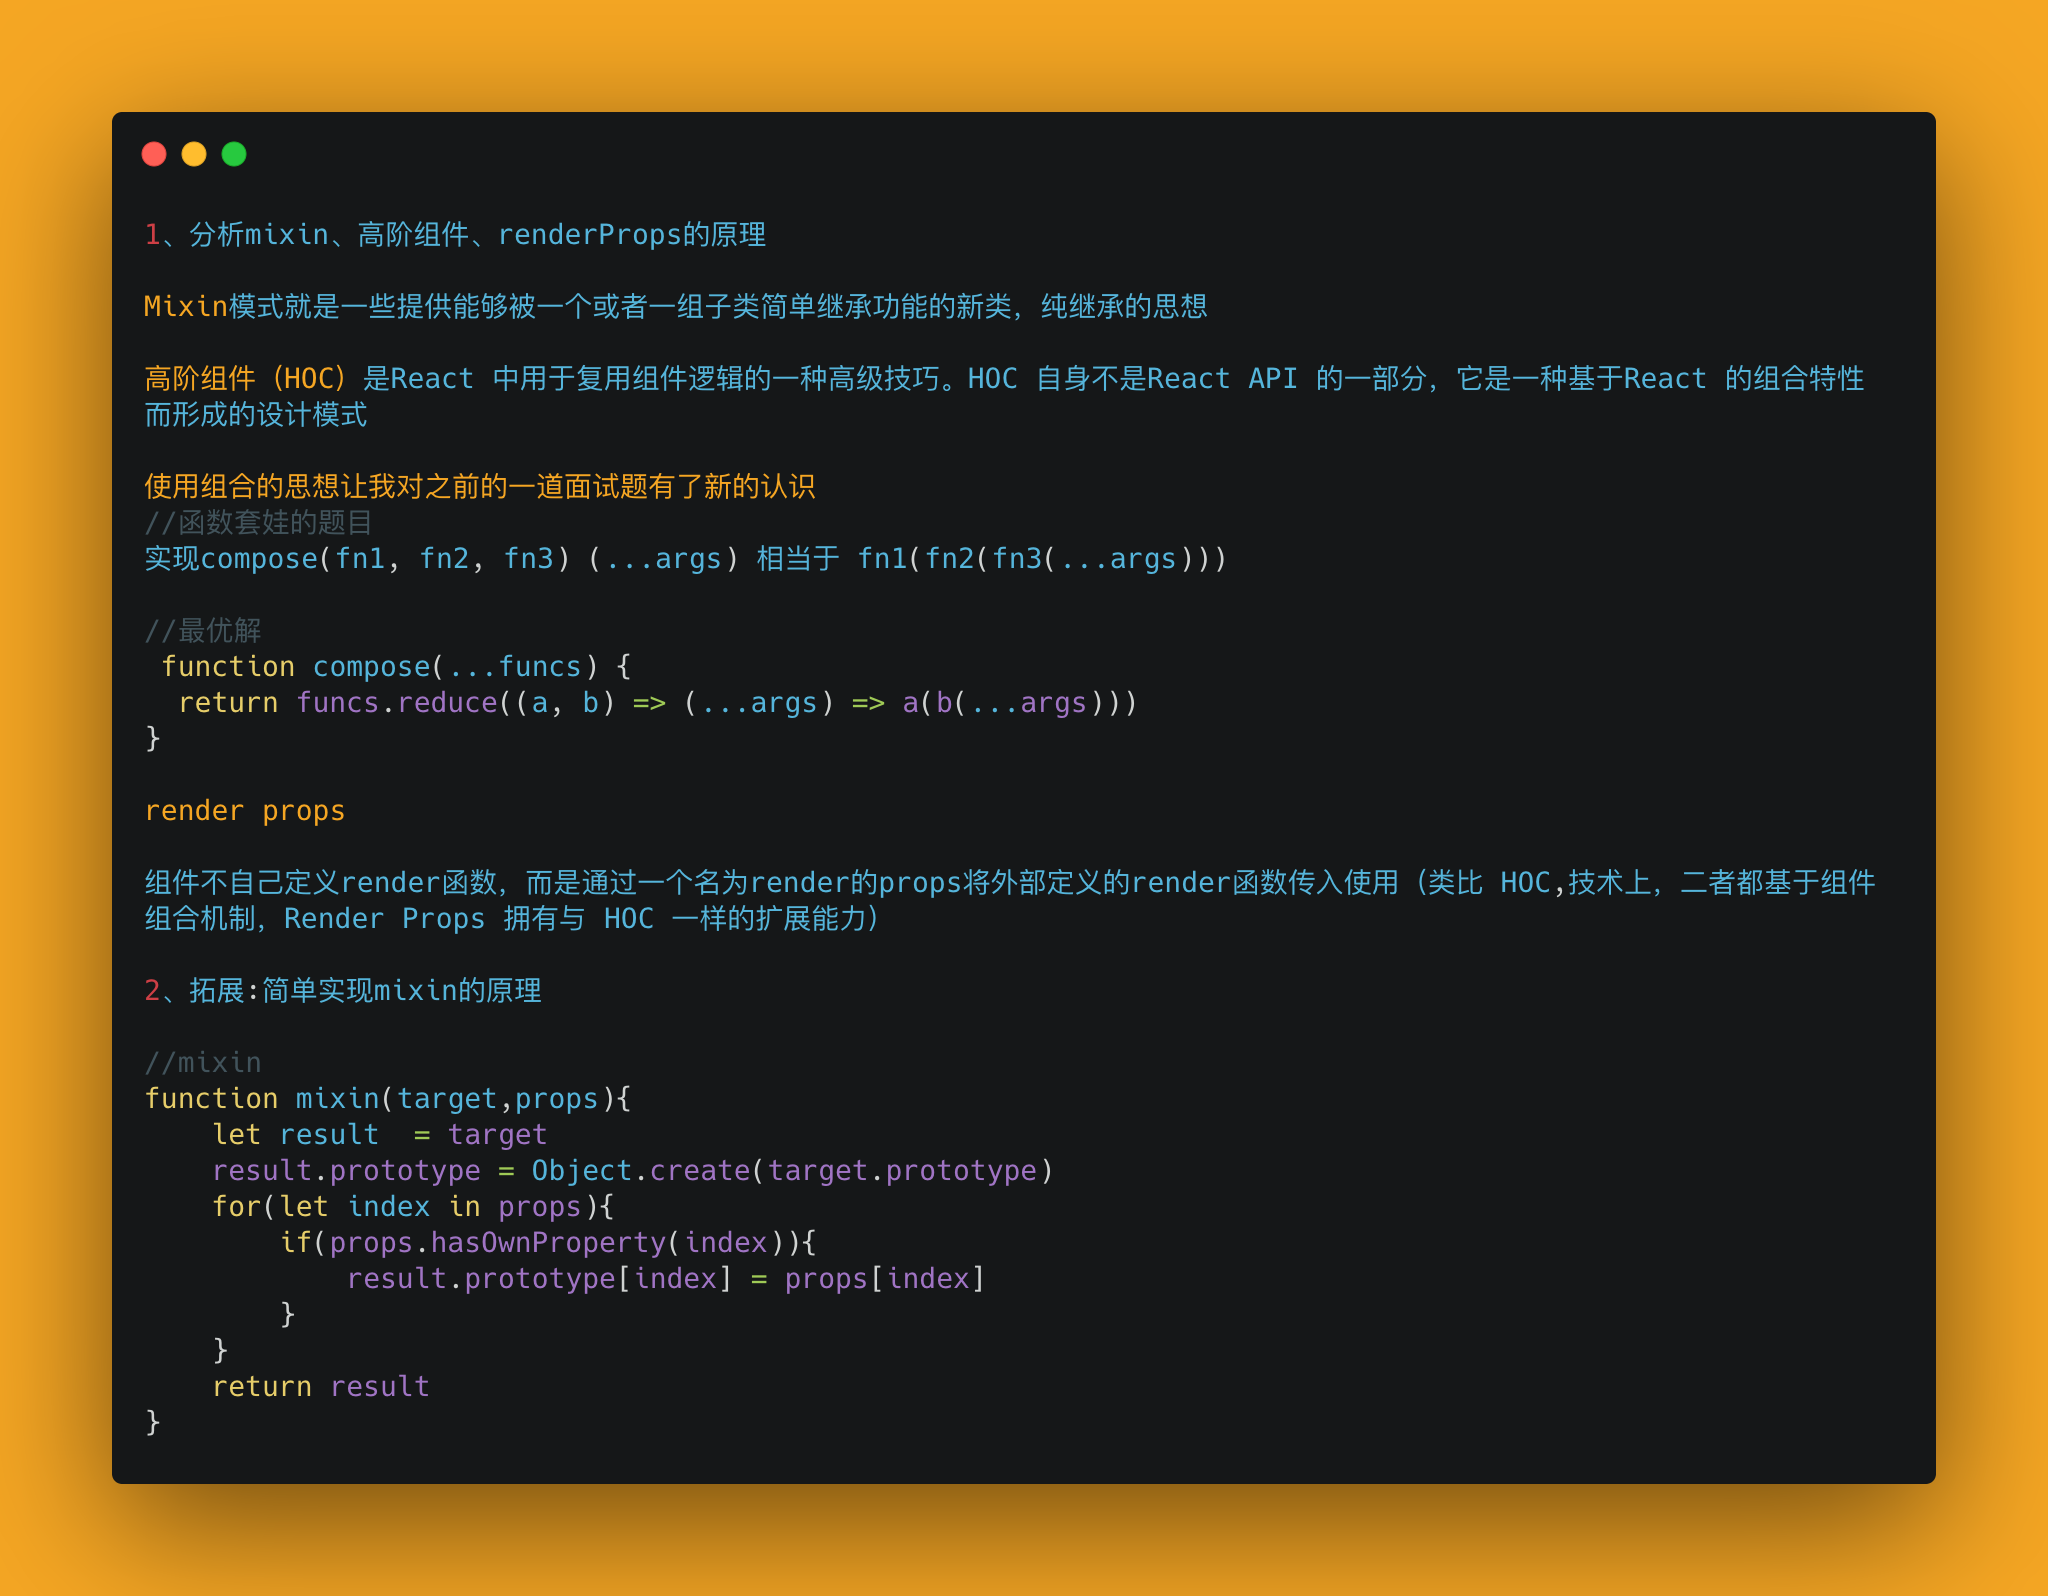 1、分析mixin、高阶组件、renderProps的原理
Mixin模式就是一些提供能够被一个或者一组子类简单继承功能的新类，纯继承的思想
高阶组件（HOC）是React 中用于复用组件逻辑的一种高级技巧。HOC 自身不是React API 的一部分，它是一种基于React 的组合特性
而形成的设计模式
使用组合的思想让我对之前的一道面试题有了新的认识
//函数套娃的题目
实现compose(fn1, fn2, fn3) (...args) 相当于 fn1(fn2(fn3(...args)))
//最优解
 function compose(...funcs) {
  return funcs.reduce((a, b) => (...args) => a(b(...args)))
}
render props
组件不自己定义render函数，而是通过一个名为render的props将外部定义的render函数传入使用（类比 HOC,技术上，二者都基于组件
组合机制，Render Props 拥有与 HOC 一样的扩展能力）
2、拓展:简单实现mixin的原理
//mixin
function mixin(target,props){
    let result  = target
    result.prototype = Object.create(target.prototype)
    for(let index in props){
        if(props.hasOwnProperty(index)){
            result.prototype[index] = props[index]
        }
    }
    return result
}